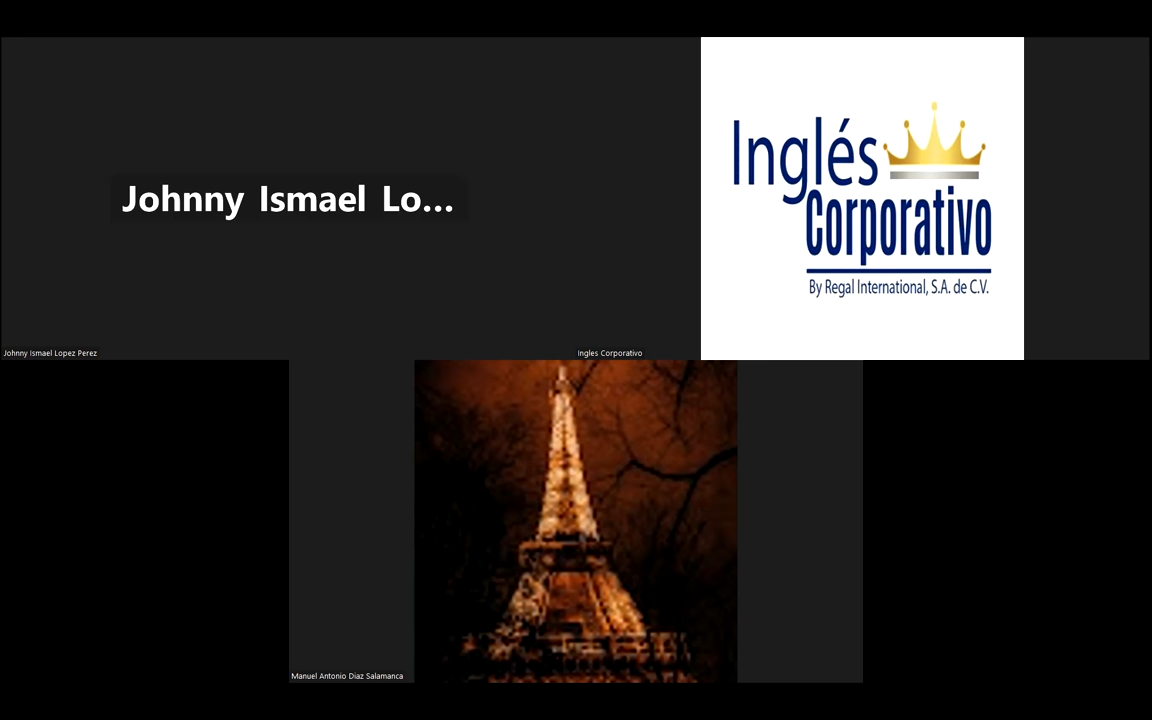 Johnny Ismael Lo...
Inglés
Corporativo
By Regal International, S.A. de C.V.
Johnny Ismael Lopez Perez
Ingles Corporativo
Manuel Antonio Diaz Salamanca